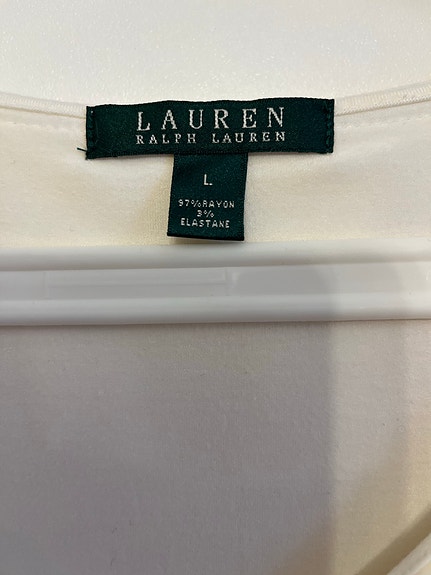 LAUREN
RALPH LAUREN
L
97%RAYON
3%
ELASTANE